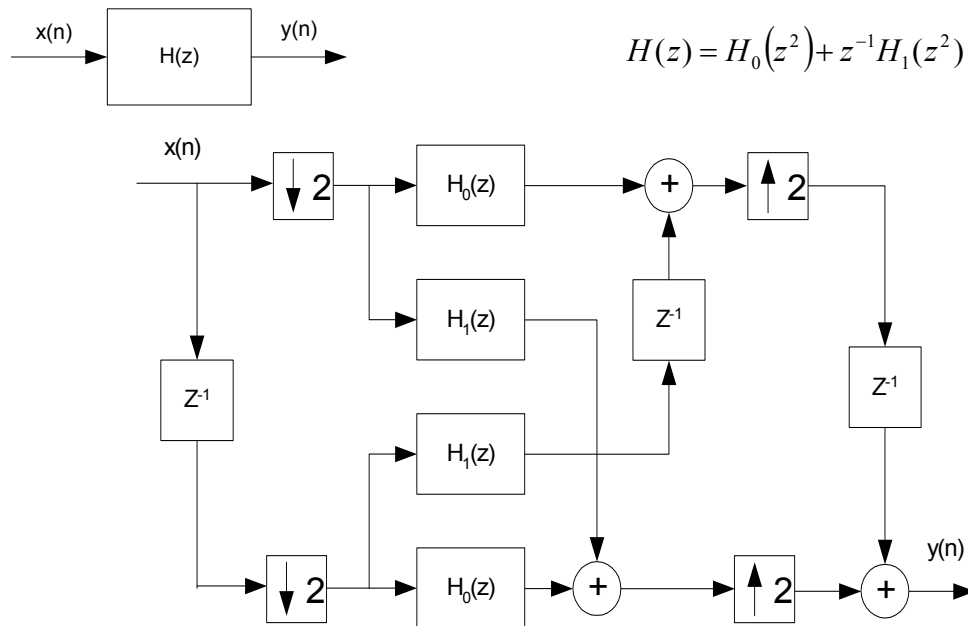 x(n)
H(z)
y(n)
H(z) = H₀(z²) + z⁻¹H₁(z²)
x(n)
2
H₀(z)
+
2
H₁(z)
Z⁻¹
Z⁻¹
Z⁻¹
H₁(z)
2
H₀(z)
+
2
+
y(n)